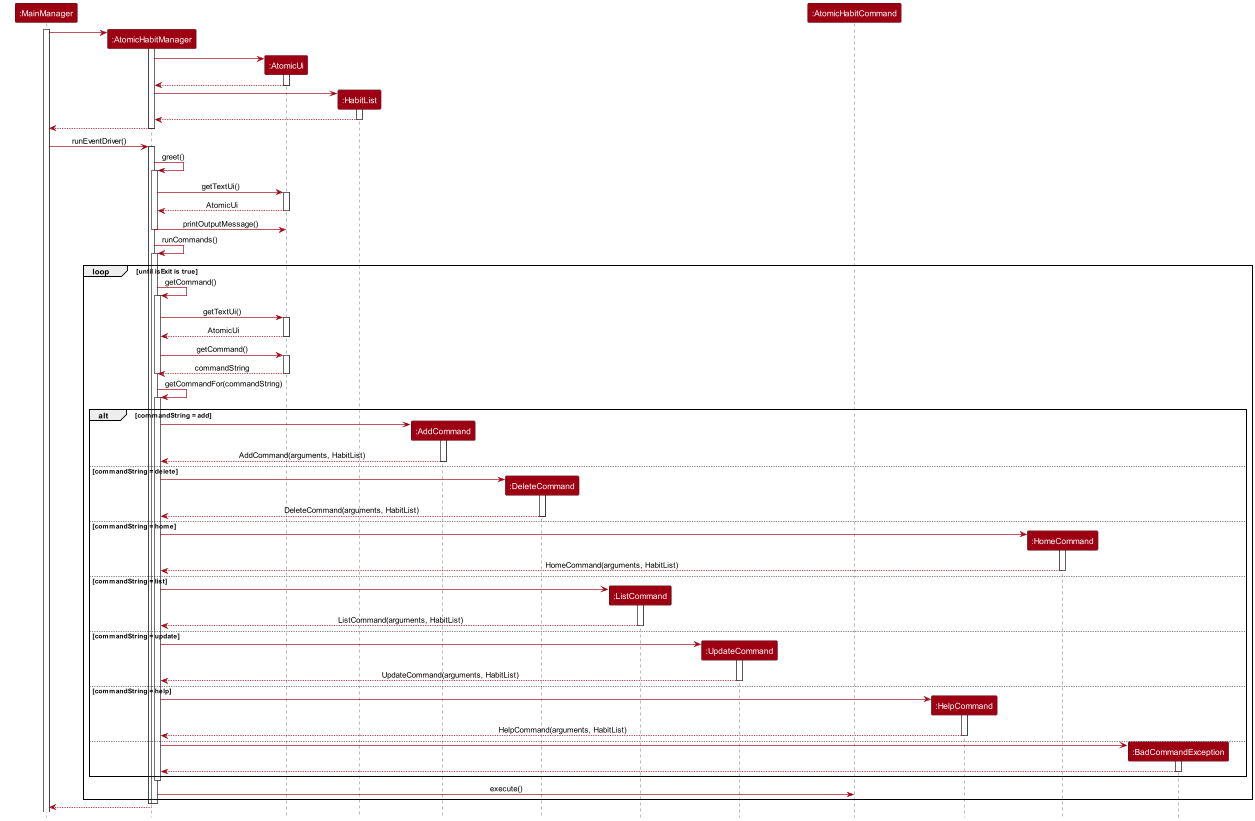 :MainManager
:AtomicHabitCommand
:AtomicHabitManager
:AtomicUi
:HabitList
runEventDriver()
greet()
getTextUi()
AtomicUi
printOutputMessage()
runCommands()
loop [until isExit is true]
getCommand()
getTextUi()
AtomicUi
getCommand()
commandString
getCommandFor(commandString)
alt [commandString = add]
:AddCommand
AddCommand(arguments, HabitList)
[commandString = delete]
:DeleteCommand
DeleteCommand(arguments, HabitList)
[commandString = home]
:HomeCommand
HomeCommand(arguments, HabitList)
[commandString = list]
:ListCommand
ListCommand(arguments, HabitList)
[commandString = update]
:UpdateCommand
UpdateCommand(arguments, HabitList)
[commandString = help]
:HelpCommand
HelpCommand(arguments, HabitList)
:BadCommandException
execute()